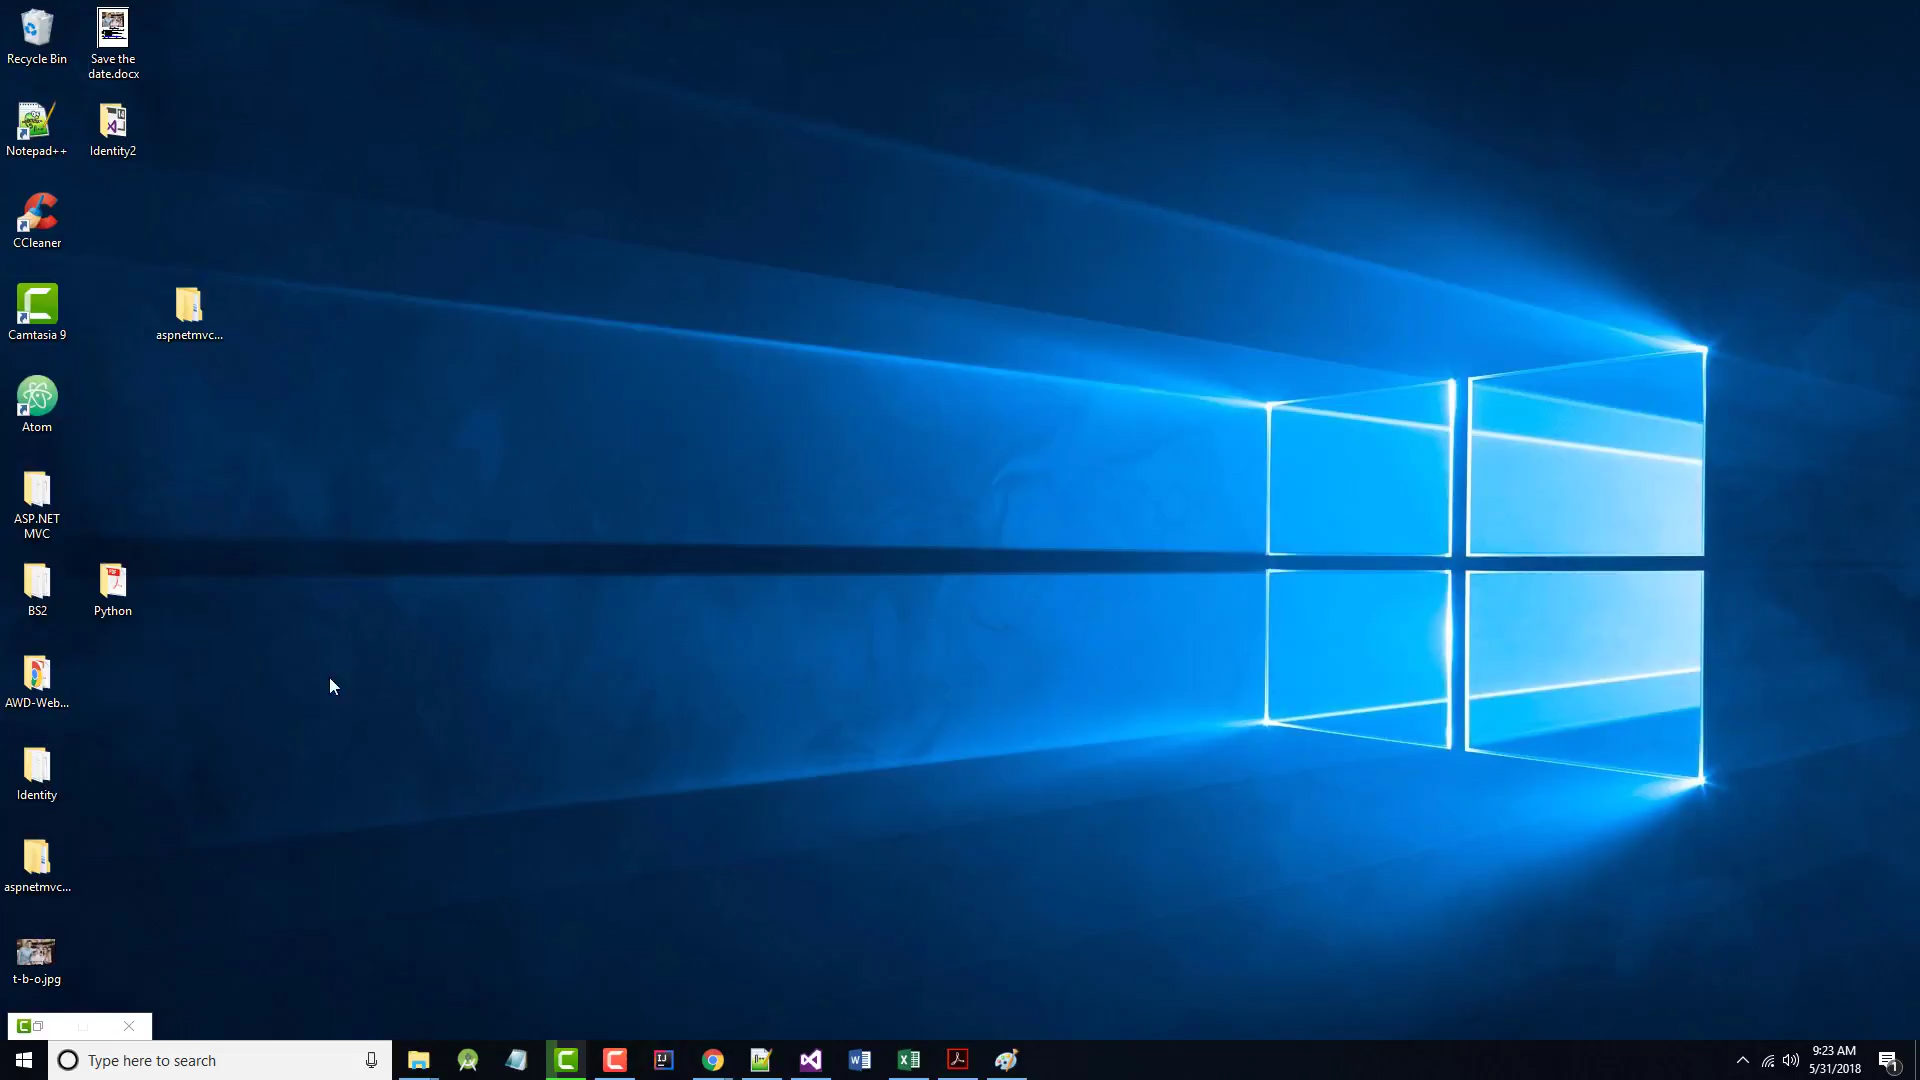 Recycle Bin
Save the
date.docx
Notepad++
Identity2
CCleaner
Camtasia 9
aspnetmvc...
Atom
ASP.NET
MVC
BS2
Python
AWD-Web...
Identity
aspnetmvc...
t-b-o.jpg
Type here to search
9:23 AM
5/31/2018
1